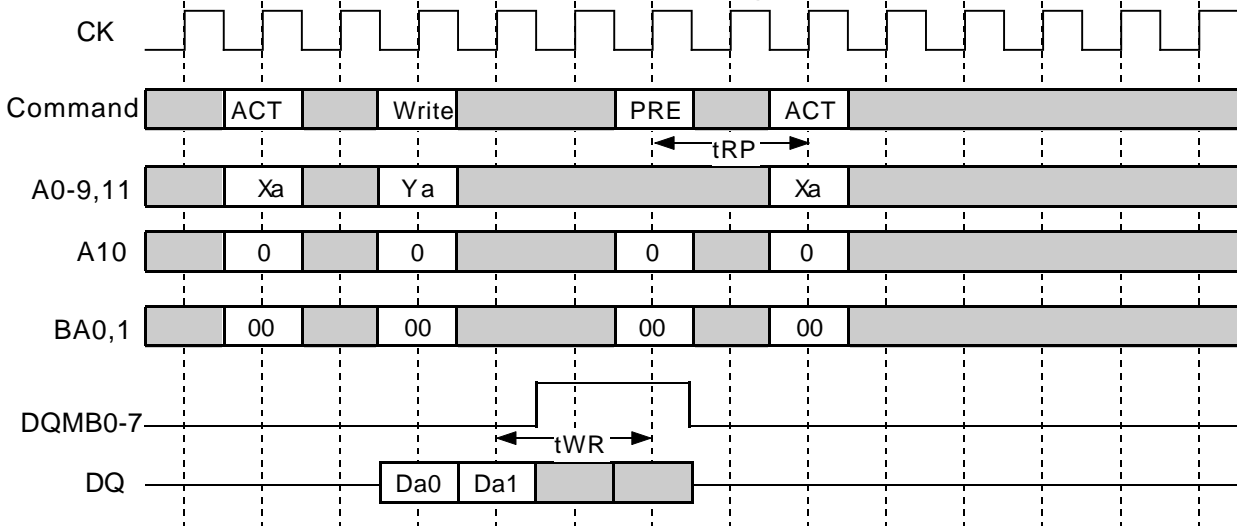 CK
Command ACT Write PRE ACT
tRP
A0-9,11 Xa Ya Xa
A10 0 0 0 0
BA0,1 00 00 00 00
DQMB0-7
tWR
DQ Da0 Da1